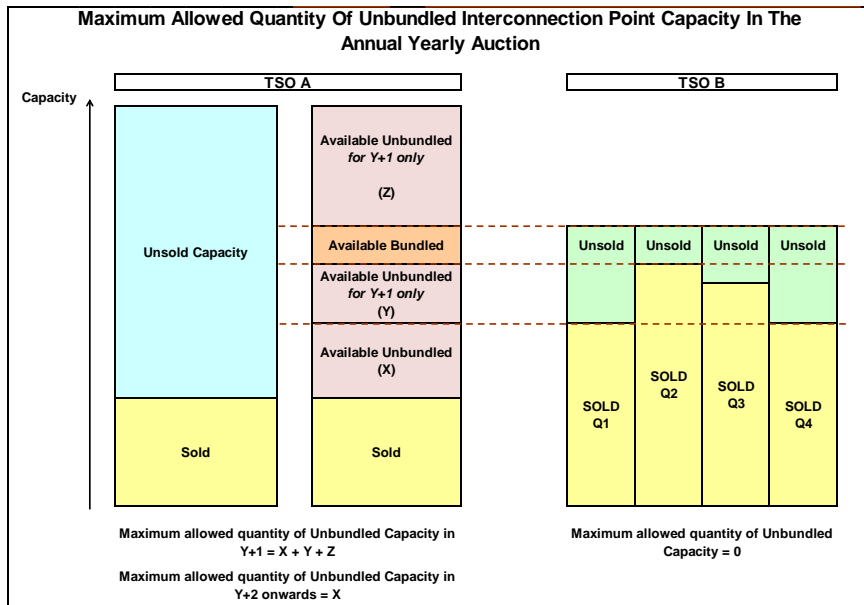 Maximum Allowed Quantity Of Unbundled Interconnection Point Capacity In The
Annual Yearly Auction
TSO A
TSO B
Capacity
Unsold Capacity
Sold
Available Unbundled
for Y+1 only
(Z)
Available Bundled
Available Unbundled
for Y+1 only
(Y)
Available Unbundled
(X)
Sold
Unsold
Unsold
Unsold
Unsold
SOLD
Q1
SOLD
Q2
SOLD
Q3
SOLD
Q4
Maximum allowed quantity of Unbundled Capacity in
Y+1 = X + Y + Z
Maximum allowed quantity of Unbundled Capacity in
Y+2 onwards = X
Maximum allowed quantity of Unbundled
Capacity = 0